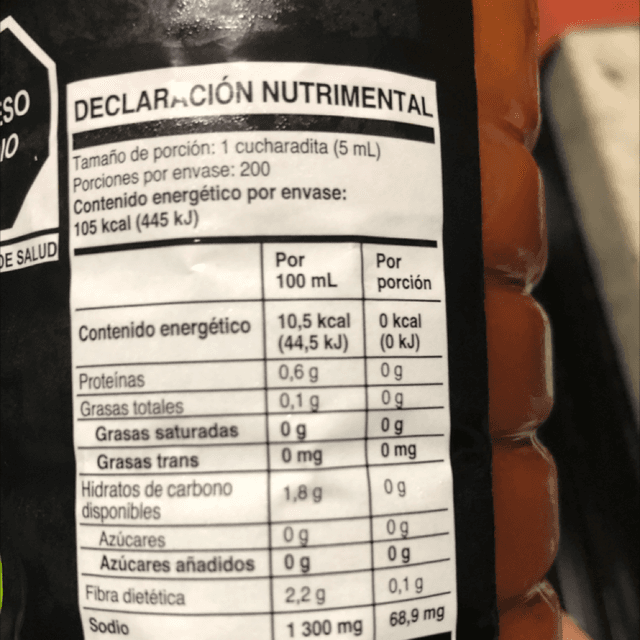 ESO
IO
DE SALUD
DECLARACIÓN NUTRIMENTAL
Tamaño de porción: 1 cucharadita (5 mL)
Porciones por envase: 200
Contenido energético por envase:
105 kcal (445 kJ)
Por 100 mL Por porción
Contenido energético 10,5 kcal (44,5 kJ) 0 kcal (0 kJ)
Proteínas 0,6 g 0 g
Grasas totales 0,1 g 0 g
Grasas saturadas 0 g 0 g
Grasas trans 0 mg 0 mg
Hidratos de carbono disponibles 1,8 g 0 g
Azúcares 0 g 0 g
Azúcares añadidos 0 g 0 g
Fibra dietética 2,2 g 0,1 g
Sodio 1 300 mg 68,9 mg